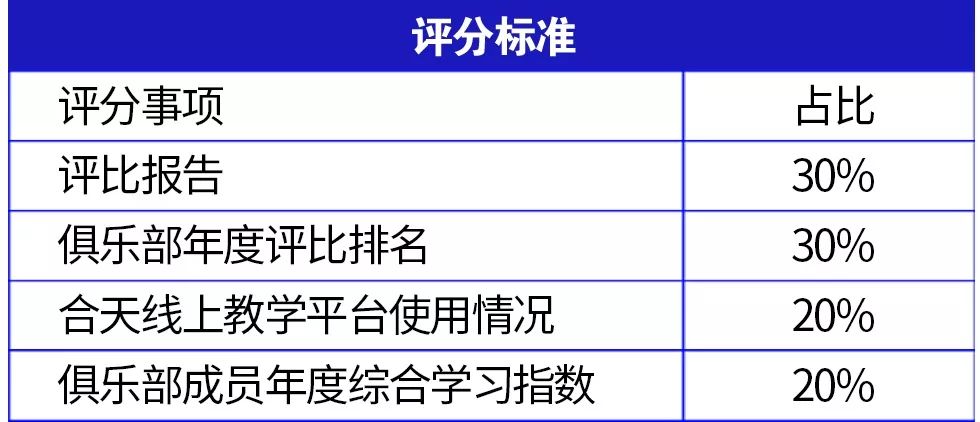 评分标准
评分事项 占比
评比报告 30%
俱乐部年度评比排名 30%
合天线上教学平台使用情况 20%
俱乐部成员年度综合学习指数 20%